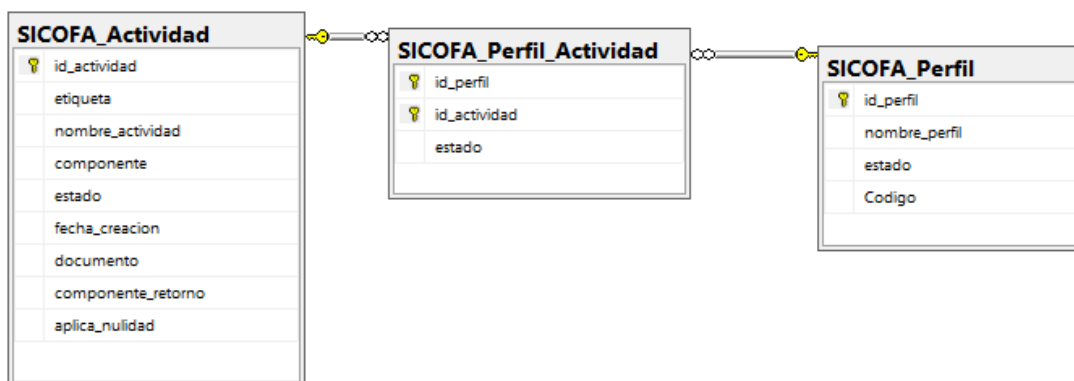 SICOFA_Actividad
id_actividad
etiqueta
nombre_actividad
componente
estado
fecha_creacion
documento
componente_retorno
aplica_nulidad
SICOFA_Perfil_Actividad
id_perfil
id_actividad
estado
SICOFA_Perfil
id_perfil
nombre_perfil
estado
Codigo